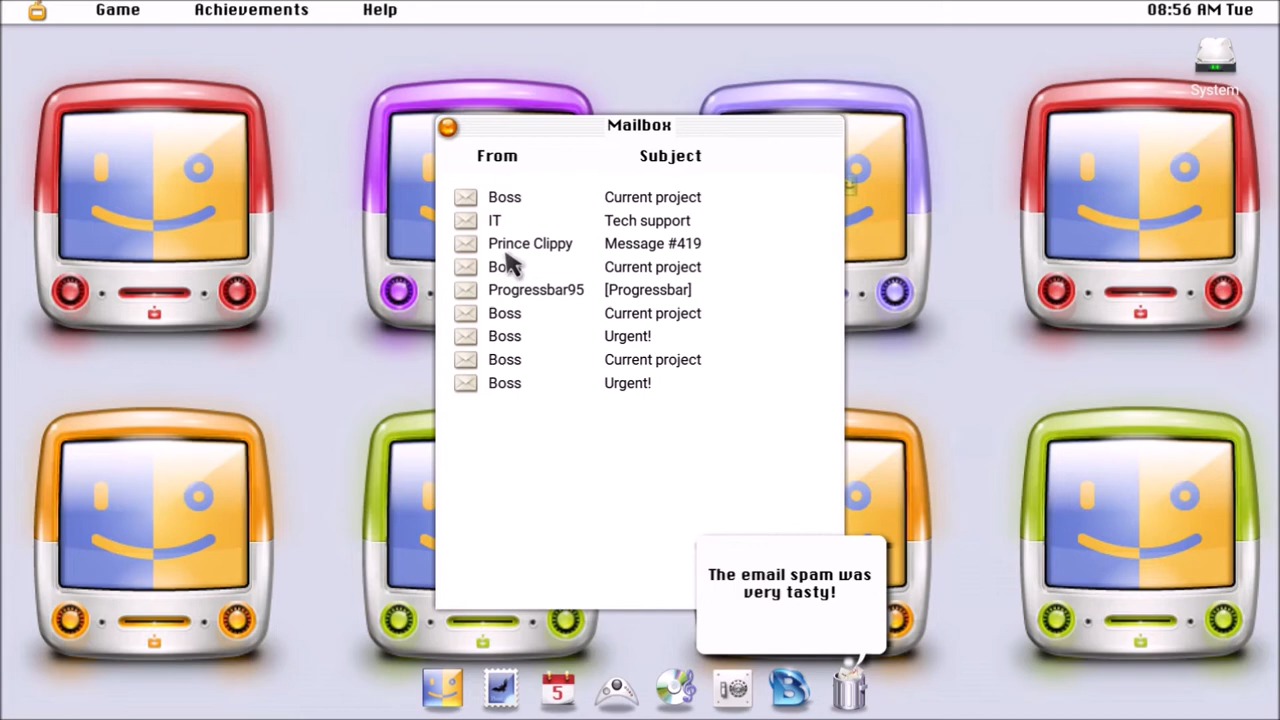 Game Achievements Help 08:56 AM Tue
System
Mailbox
From Subject
Boss Current project
IT Tech support
Prince Clippy Message #419
Current project
Progressbar95 [Progressbar]
Boss Current project
Boss Urgent!
Boss Current project
Boss Urgent!
The email spam was
very tasty!
5
B